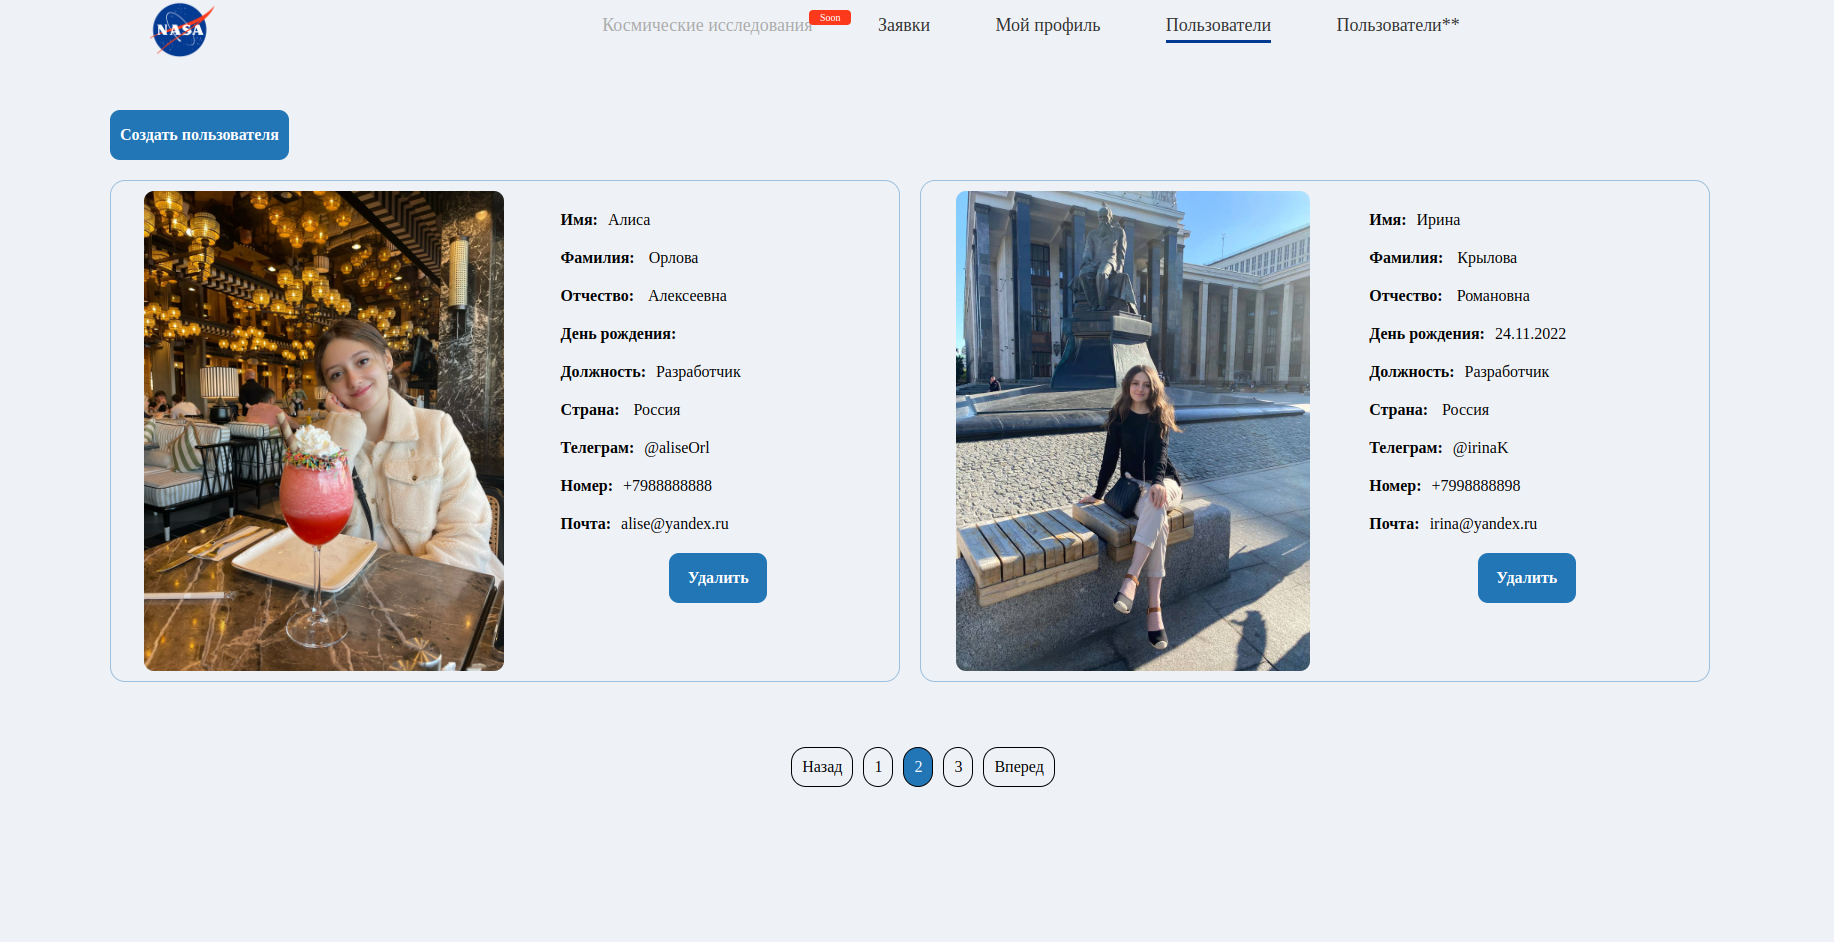 NASA
Космические исследования Soon Заявки Мой профиль Пользователи Пользователи**
Создать пользователя
Имя: Алиса
Фамилия: Орлова
Отчество: Алексеевна
День рождения:
Должность: Разработчик
Страна: Россия
Телеграм: @aliseOrl
Номер: +7988888888
Почта: alise@yandex.ru
Удалить
Имя: Ирина
Фамилия: Крылова
Отчество: Романовна
День рождения: 24.11.2022
Должность: Разработчик
Страна: Россия
Телеграм: @irinaK
Номер: +7998888898
Почта: irina@yandex.ru
Удалить
Назад 1 2 3 Вперед